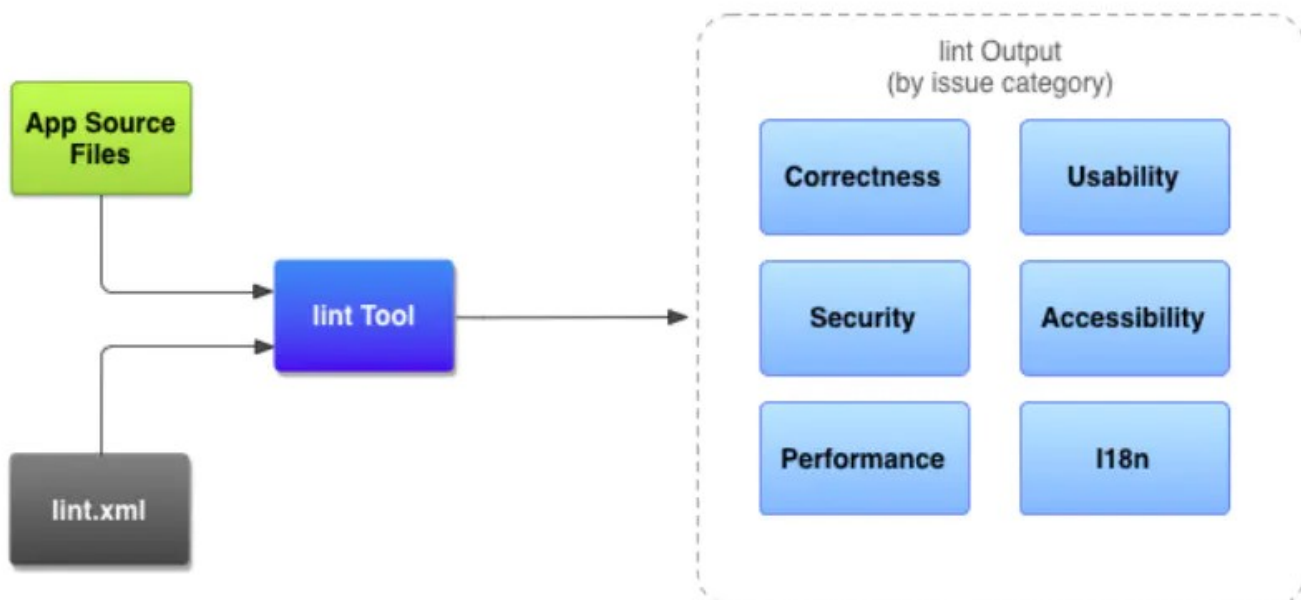 App Source
Files
lint Tool
lint.xml
lint Output
(by issue category)
Correctness
Usability
Security
Accessibility
Performance
I18n